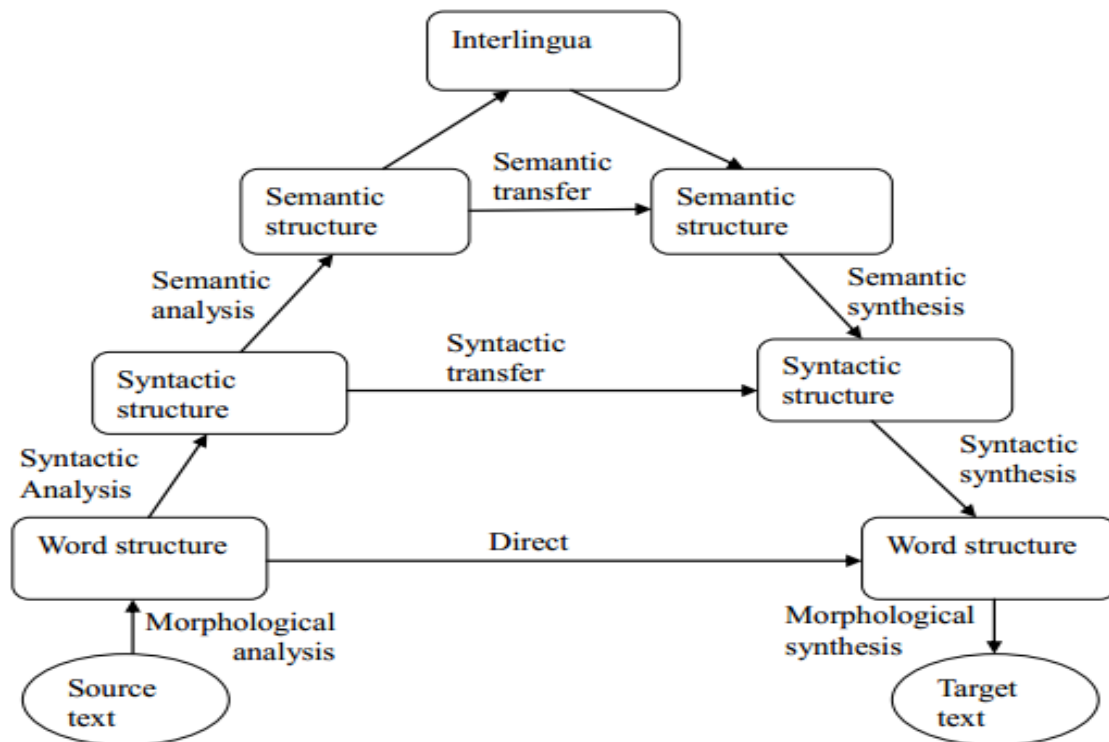 Interlingua
Semantic
transfer
Semantic
structure
Semantic
structure
Semantic
analysis
Semantic
synthesis
Syntactic
transfer
Syntactic
structure
Syntactic
structure
Syntactic
Analysis
Syntactic
synthesis
Word structure
Direct
Word structure
Morphological
analysis
Morphological
synthesis
Source
text
Target
text